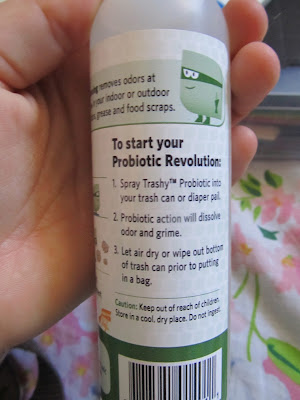 removes odors at
your indoor or outdoor
grease and food scraps.
To start your
Probiotic Revolution:
1. Spray Trashy™ Probiotic into
your trash can or diaper pail.
2. Probiotic action will dissolve
odor and grime.
3. Let air dry or wipe out bottom
of trash can prior to putting
in a bag.
Caution: Keep out of reach of children.
Store in a cool, dry place. Do not ingest.